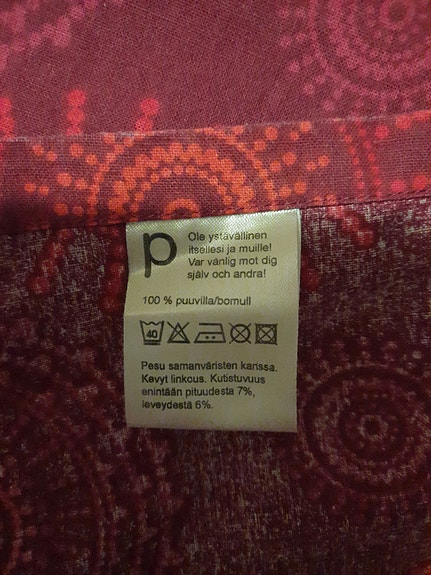 p
Ole ystävällinen
itsellesi ja muille!
Var vänlig mot dig
själv och andra!
100 % puuvilla/bomull
40
Pesu samanväristen kanssa.
Kevyt linkous. Kutistuvuus
enintään pituudesta 7%,
leveydestä 6%.